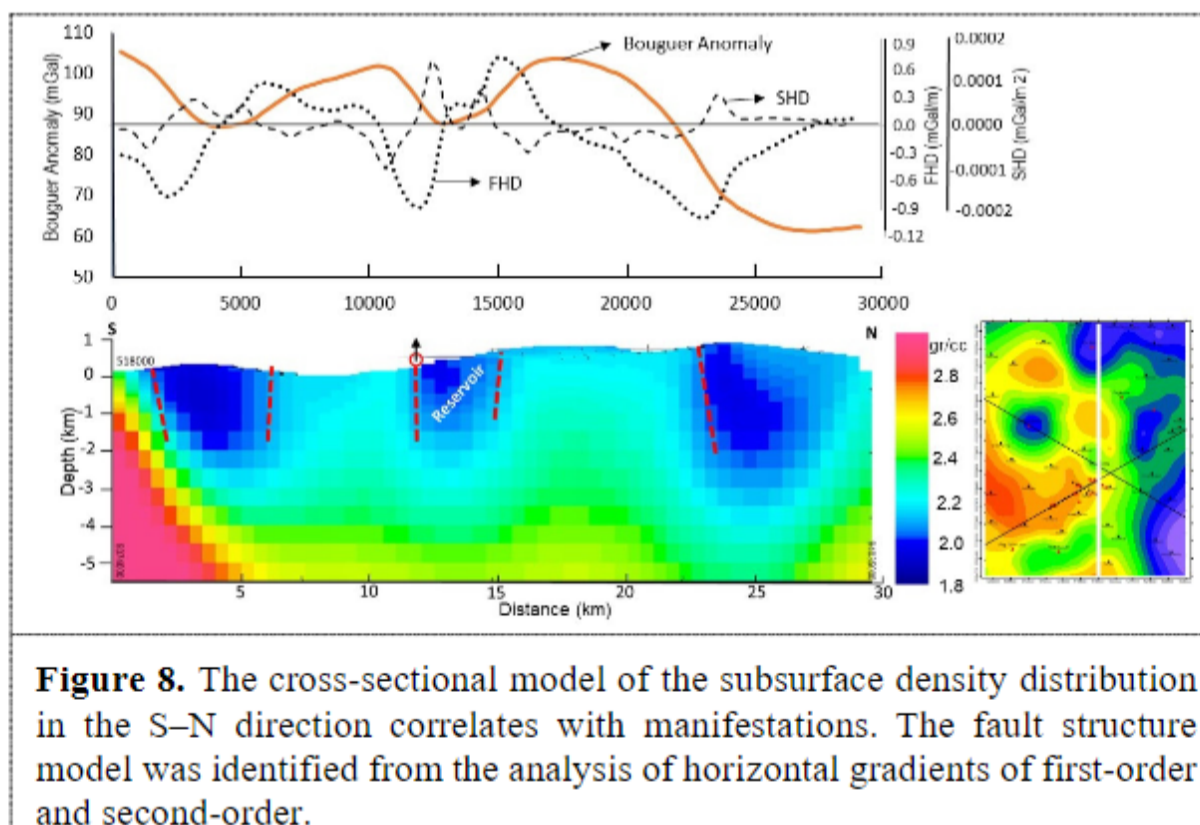 110
100
90
80
70
60
50
Bouguer Anomaly (mGal)
Bouguer Anomaly
SHD
FHD
0.9
0.6
0.3
0.0
-0.3
-0.6
-0.9
-0.12
FHD (mGal/m)
0.0002
0.0001
0.0000
-0.0001
-0.0002
SHD (mGal/m 2)
0 5000 10000 15000 20000 25000 30000
S N
518000
1
0
-1
-2
-3
-4
-5
Depth (km)
Reservoir
5 10 15 20 25 30
Distance (km)
gr/cc
2.8
2.6
2.4
2.2
2.0
1.8
Figure 8. The cross-sectional model of the subsurface density distribution
in the S–N direction correlates with manifestations. The fault structure
model was identified from the analysis of horizontal gradients of first-order
and second-order.